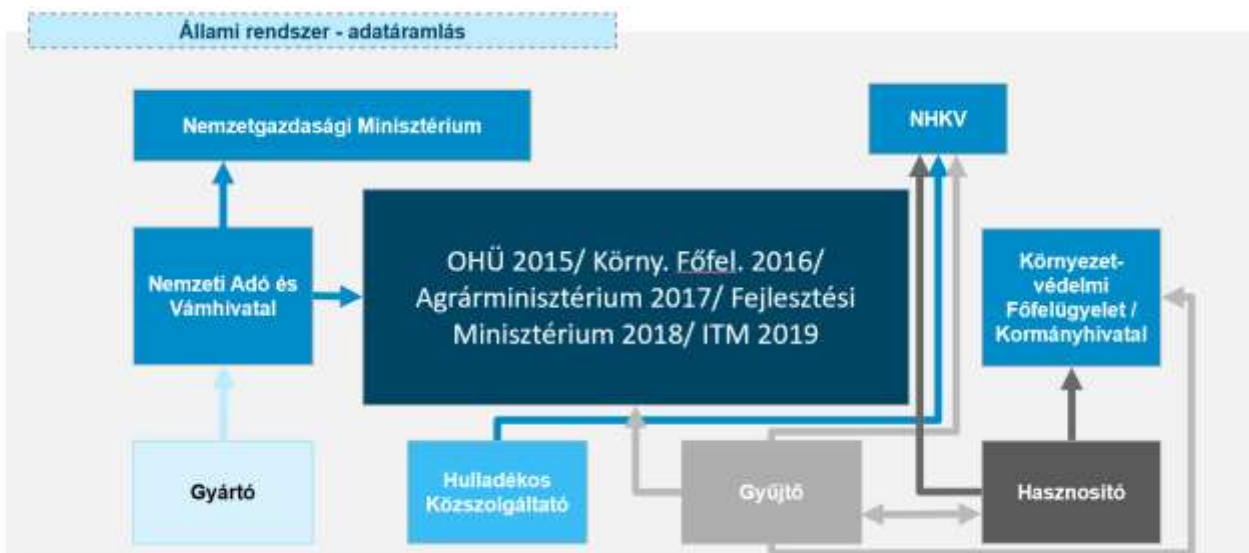 Állami rendszer - adatáramlás
Nemzetgazdasági Minisztérium
NHKV
Nemzeti Adó és
Vámhivatal
OHÜ 2015/ Körny. Főfel. 2016/
Agrárminisztérium 2017/ Fejlesztési
Minisztérium 2018/ ITM 2019
Környezet-
védelmi
Főfelügyelet /
Kormányhivatal
Gyártó
Hulladékos
Közszolgáltató
Gyűjtő
Hasznosító